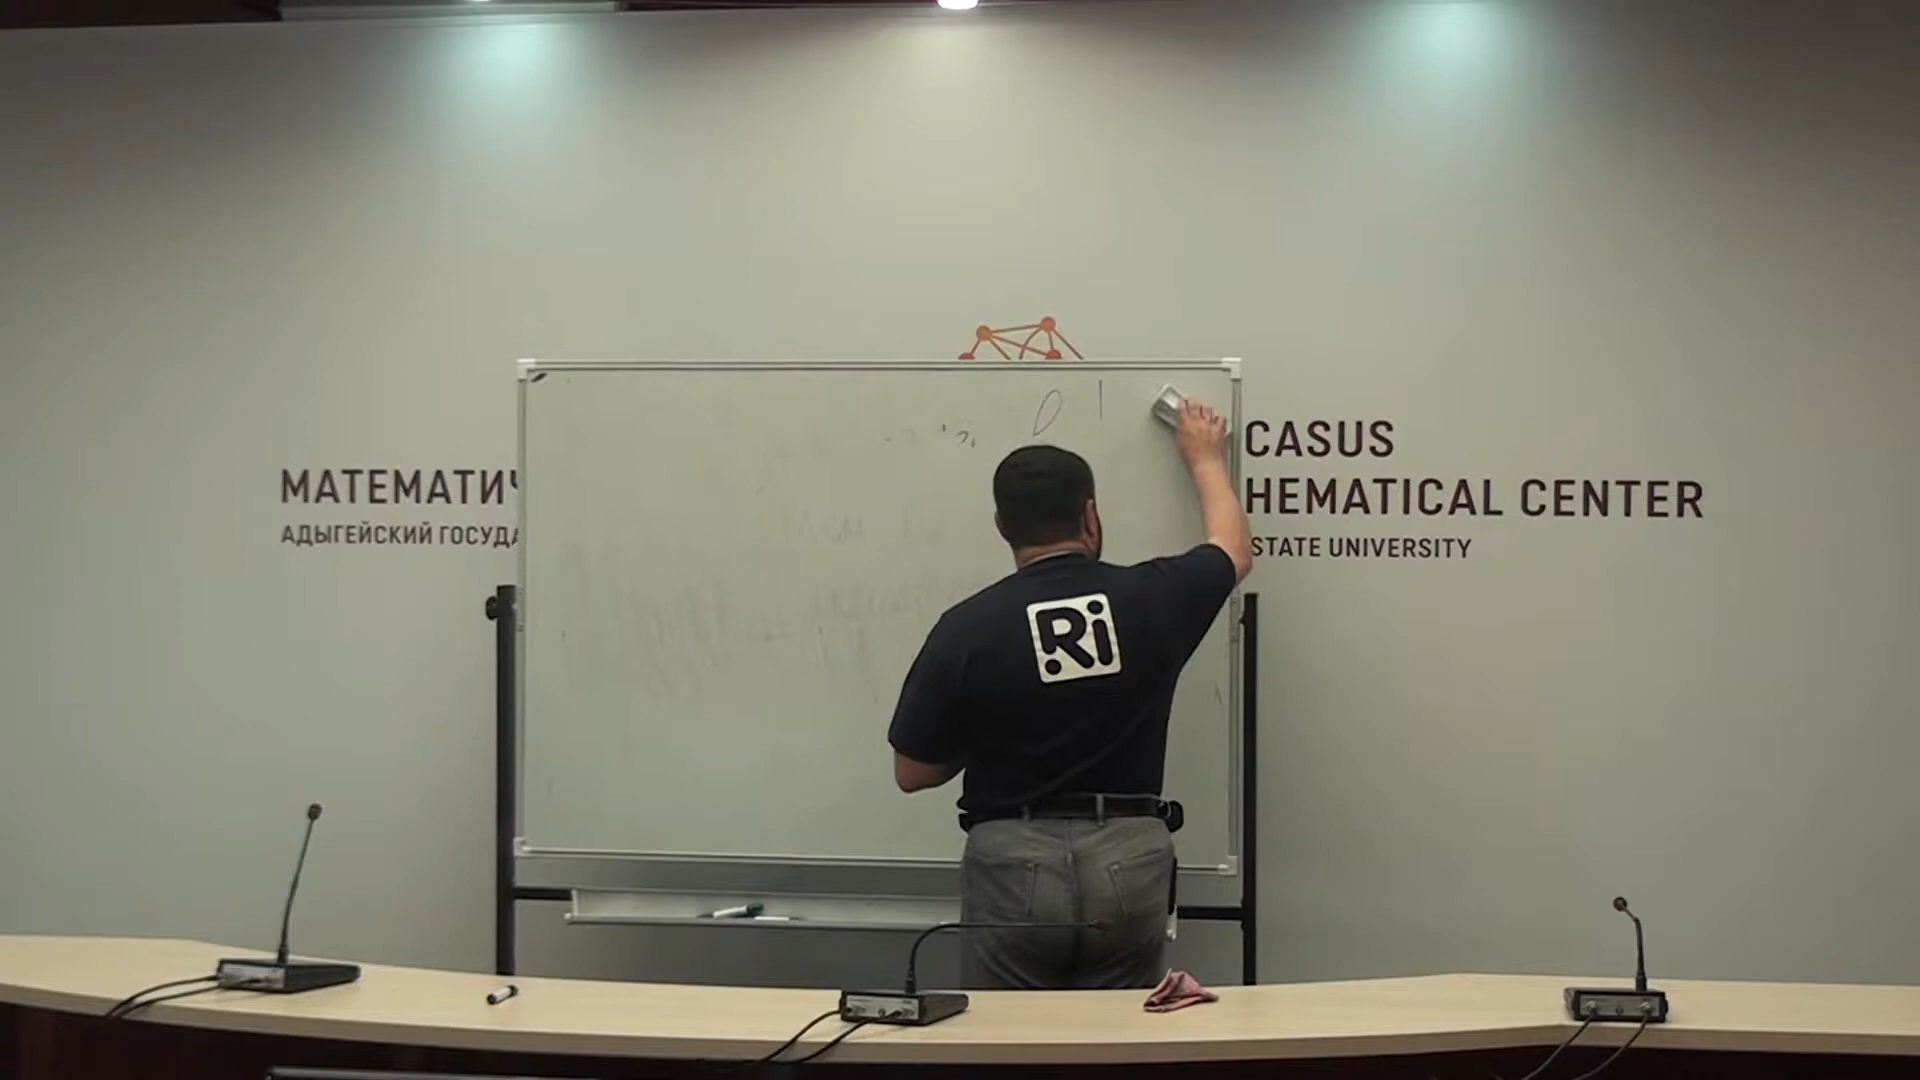 МАТЕМАТИЧ
АДЫГЕЙСКИЙ ГОСУДА
CASUS
HEMATICAL CENTER
STATE UNIVERSITY
Ri